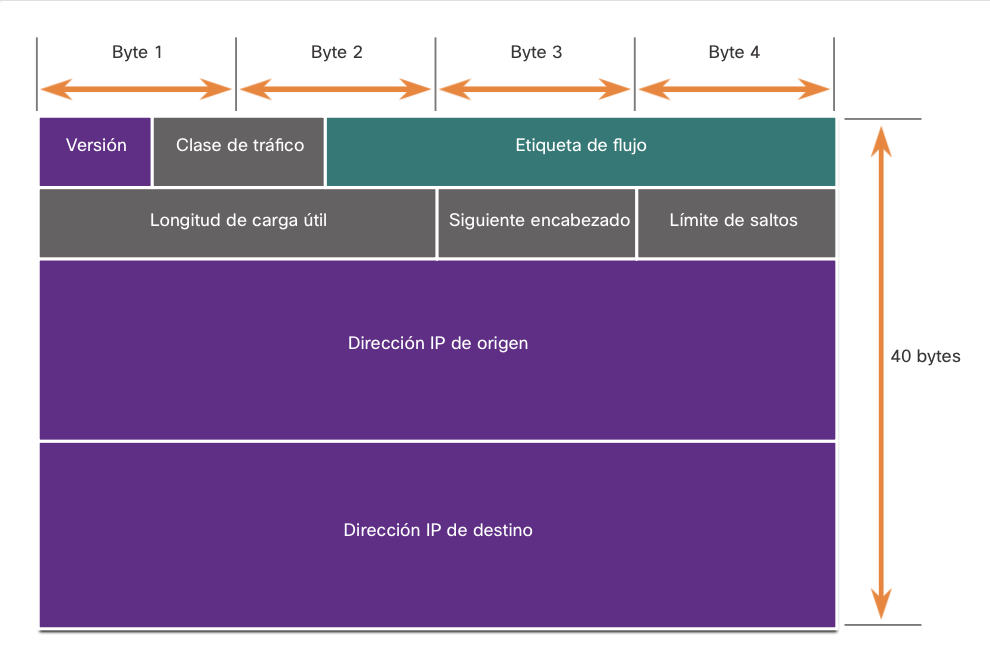 Byte 1
Byte 2
Byte 3
Byte 4
Versión
Clase de tráfico
Etiqueta de flujo
Longitud de carga útil
Siguiente encabezado
Límite de saltos
Dirección IP de origen
40 bytes
Dirección IP de destino